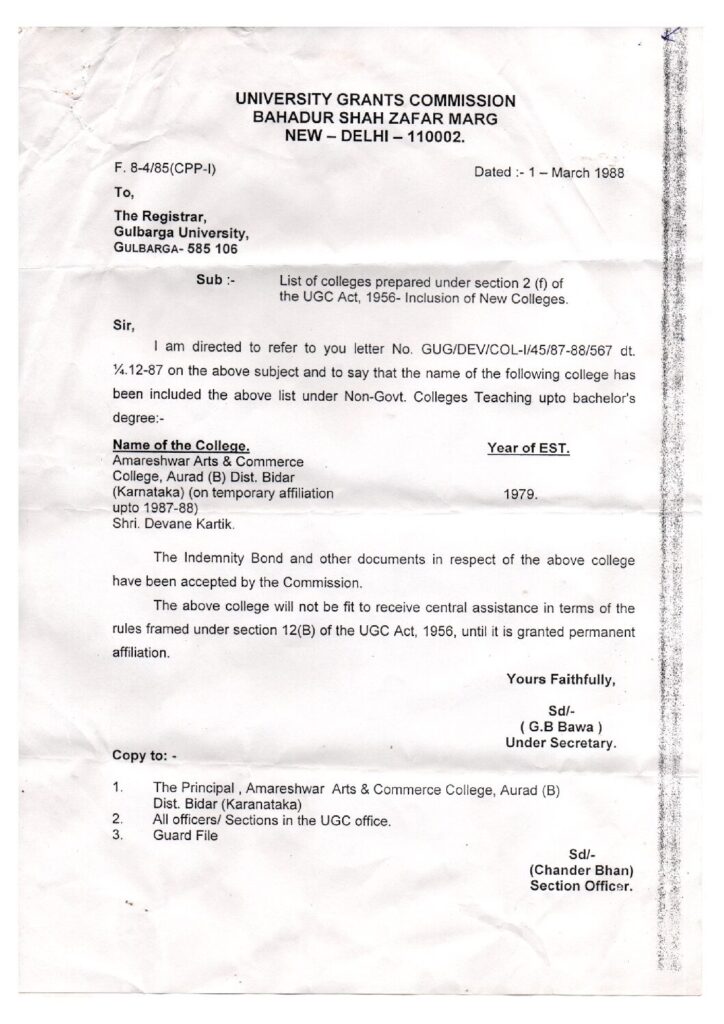 UNIVERSITY GRANTS COMMISSION
BAHADUR SHAH ZAFAR MARG
NEW – DELHI – 110002.
F. 8-4/85(CPP-I)
Dated :- 1 – March 1988
To,
The Registrar,
Gulbarga University,
GULBARGA- 585 106
Sub :- List of colleges prepared under section 2 (f) of
the UGC Act, 1956- Inclusion of New Colleges.
Sir,
I am directed to refer to you letter No. GUG/DEV/COL-I/45/87-88/567 dt.
¼.12-87 on the above subject and to say that the name of the following college has
been included the above list under Non-Govt. Colleges Teaching upto bachelor's
degree:-
Name of the College. Year of EST.
Amareshwar Arts & Commerce
College, Aurad (B) Dist. Bidar
(Karnataka) (on temporary affiliation 1979.
upto 1987-88)
Shri. Devane Kartik.
The Indemnity Bond and other documents in respect of the above college
have been accepted by the Commission.
The above college will not be fit to receive central assistance in terms of the
rules framed under section 12(B) of the UGC Act, 1956, until it is granted permanent
affiliation.
Yours Faithfully,
Sd/-
( G.B Bawa )
Under Secretary.
Copy to: -
1. The Principal , Amareshwar Arts & Commerce College, Aurad (B)
Dist. Bidar (Karanataka)
2. All officers/ Sections in the UGC office.
3. Guard File
Sd/-
(Chander Bhan)
Section Officer.